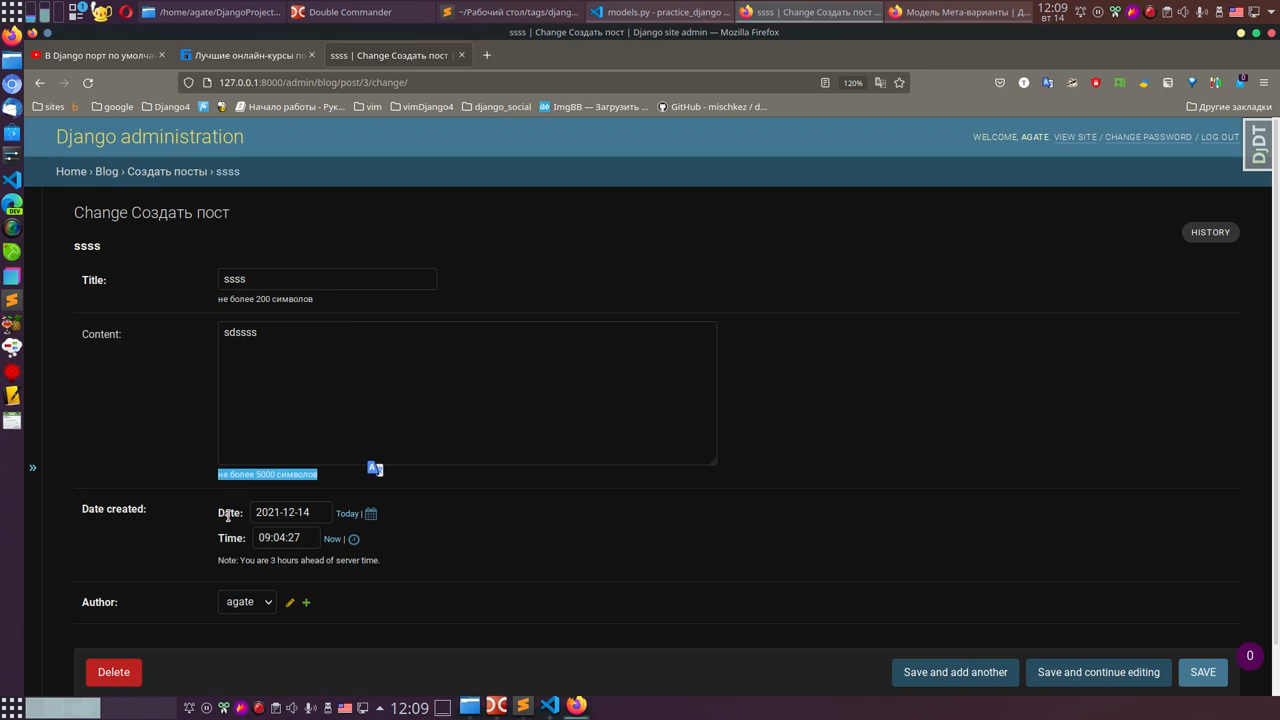 /home/agate/DjangoProject...
Double Commander
~/Рабочий стол/tags/djang...
models.py - practice_django ...
ssss | Change Создать пост ...
Модель Мета-варианты | Д...
12:09
вт 14
ssss | Change Создать пост | Django site admin — Mozilla Firefox
В Django порт по умолча
Лучшие онлайн-курсы по
ssss | Change Создать пост
127.0.0.1:8000/admin/blog/post/3/change/
120%
sites
google
Django4
Начало работы - Рук...
vim
vimDjango4
django_social
ImgBB — Загрузить ...
GitHub - mischkez / d...
Другие закладки
Django administration
WELCOME, AGATE. VIEW SITE / CHANGE PASSWORD / LOG OUT
DjDT
Home › Blog › Создать посты › ssss
Change Создать пост
HISTORY
ssss
Title:
ssss
не более 200 символов
Content:
sdssss
не более 5000 символов
Date created:
Date:
2021-12-14
Today |
Time:
09:04:27
Now |
Note: You are 3 hours ahead of server time.
Author:
agate
Delete
Save and add another
Save and continue editing
SAVE
0
12:09